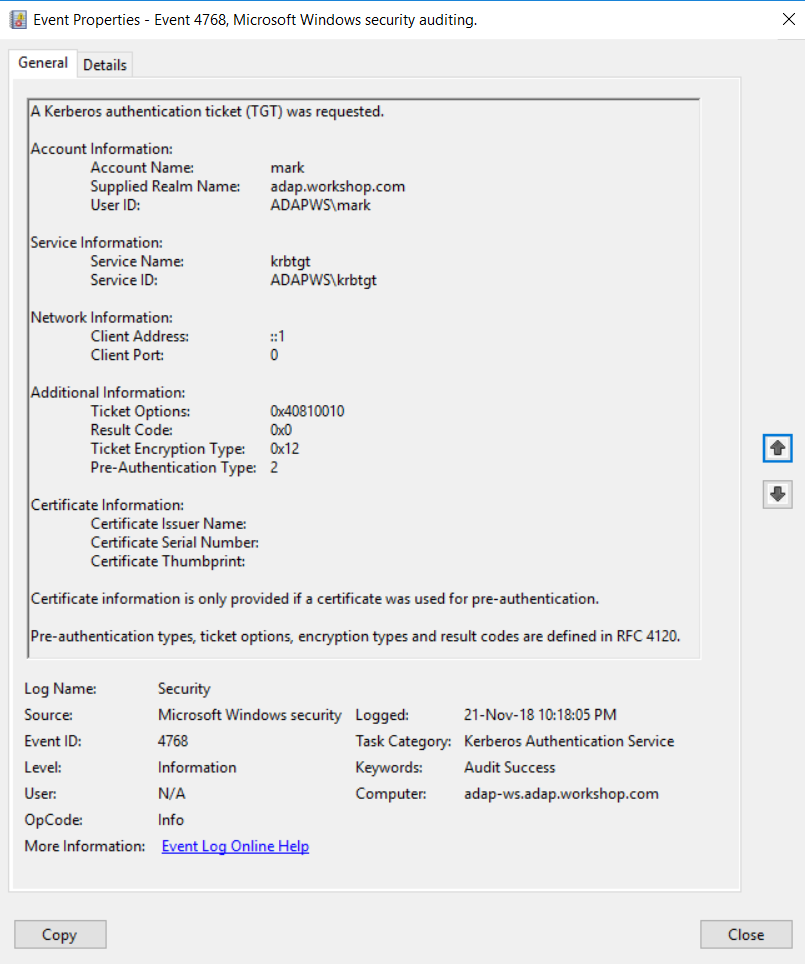 Event Properties - Event 4768, Microsoft Windows security auditing.
General Details
A Kerberos authentication ticket (TGT) was requested.
Account Information:
Account Name: mark
Supplied Realm Name: adap.workshop.com
User ID: ADAPWS\mark
Service Information:
Service Name: krbtgt
Service ID: ADAPWS\krbtgt
Network Information:
Client Address: ::1
Client Port: 0
Additional Information:
Ticket Options: 0x40810010
Result Code: 0x0
Ticket Encryption Type: 0x12
Pre-Authentication Type: 2
Certificate Information:
Certificate Issuer Name:
Certificate Serial Number:
Certificate Thumbprint:
Certificate information is only provided if a certificate was used for pre-authentication.
Pre-authentication types, ticket options, encryption types and result codes are defined in RFC 4120.
Log Name: Security
Source: Microsoft Windows security Logged: 21-Nov-18 10:18:05 PM
Event ID: 4768 Task Category: Kerberos Authentication Service
Level: Information Keywords: Audit Success
User: N/A Computer: adap-ws.adap.workshop.com
OpCode: Info
More Information: Event Log Online Help
Copy Close